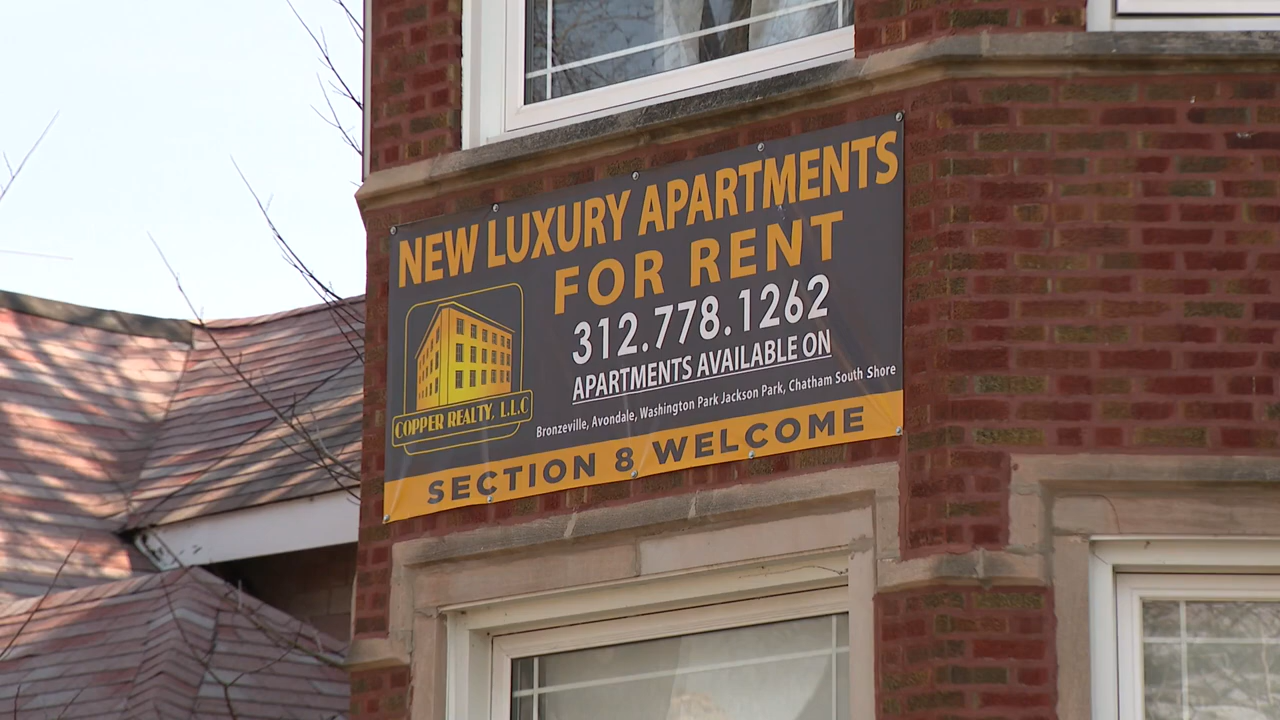 NEW LUXURY APARTMENTS
FOR RENT
312.778.1262
APARTMENTS AVAILABLE ON
Bronzeville, Avondale, Washington Park Jackson Park, Chatham South Shore
COPPER REALTY, L.L.C
SECTION 8 WELCOME